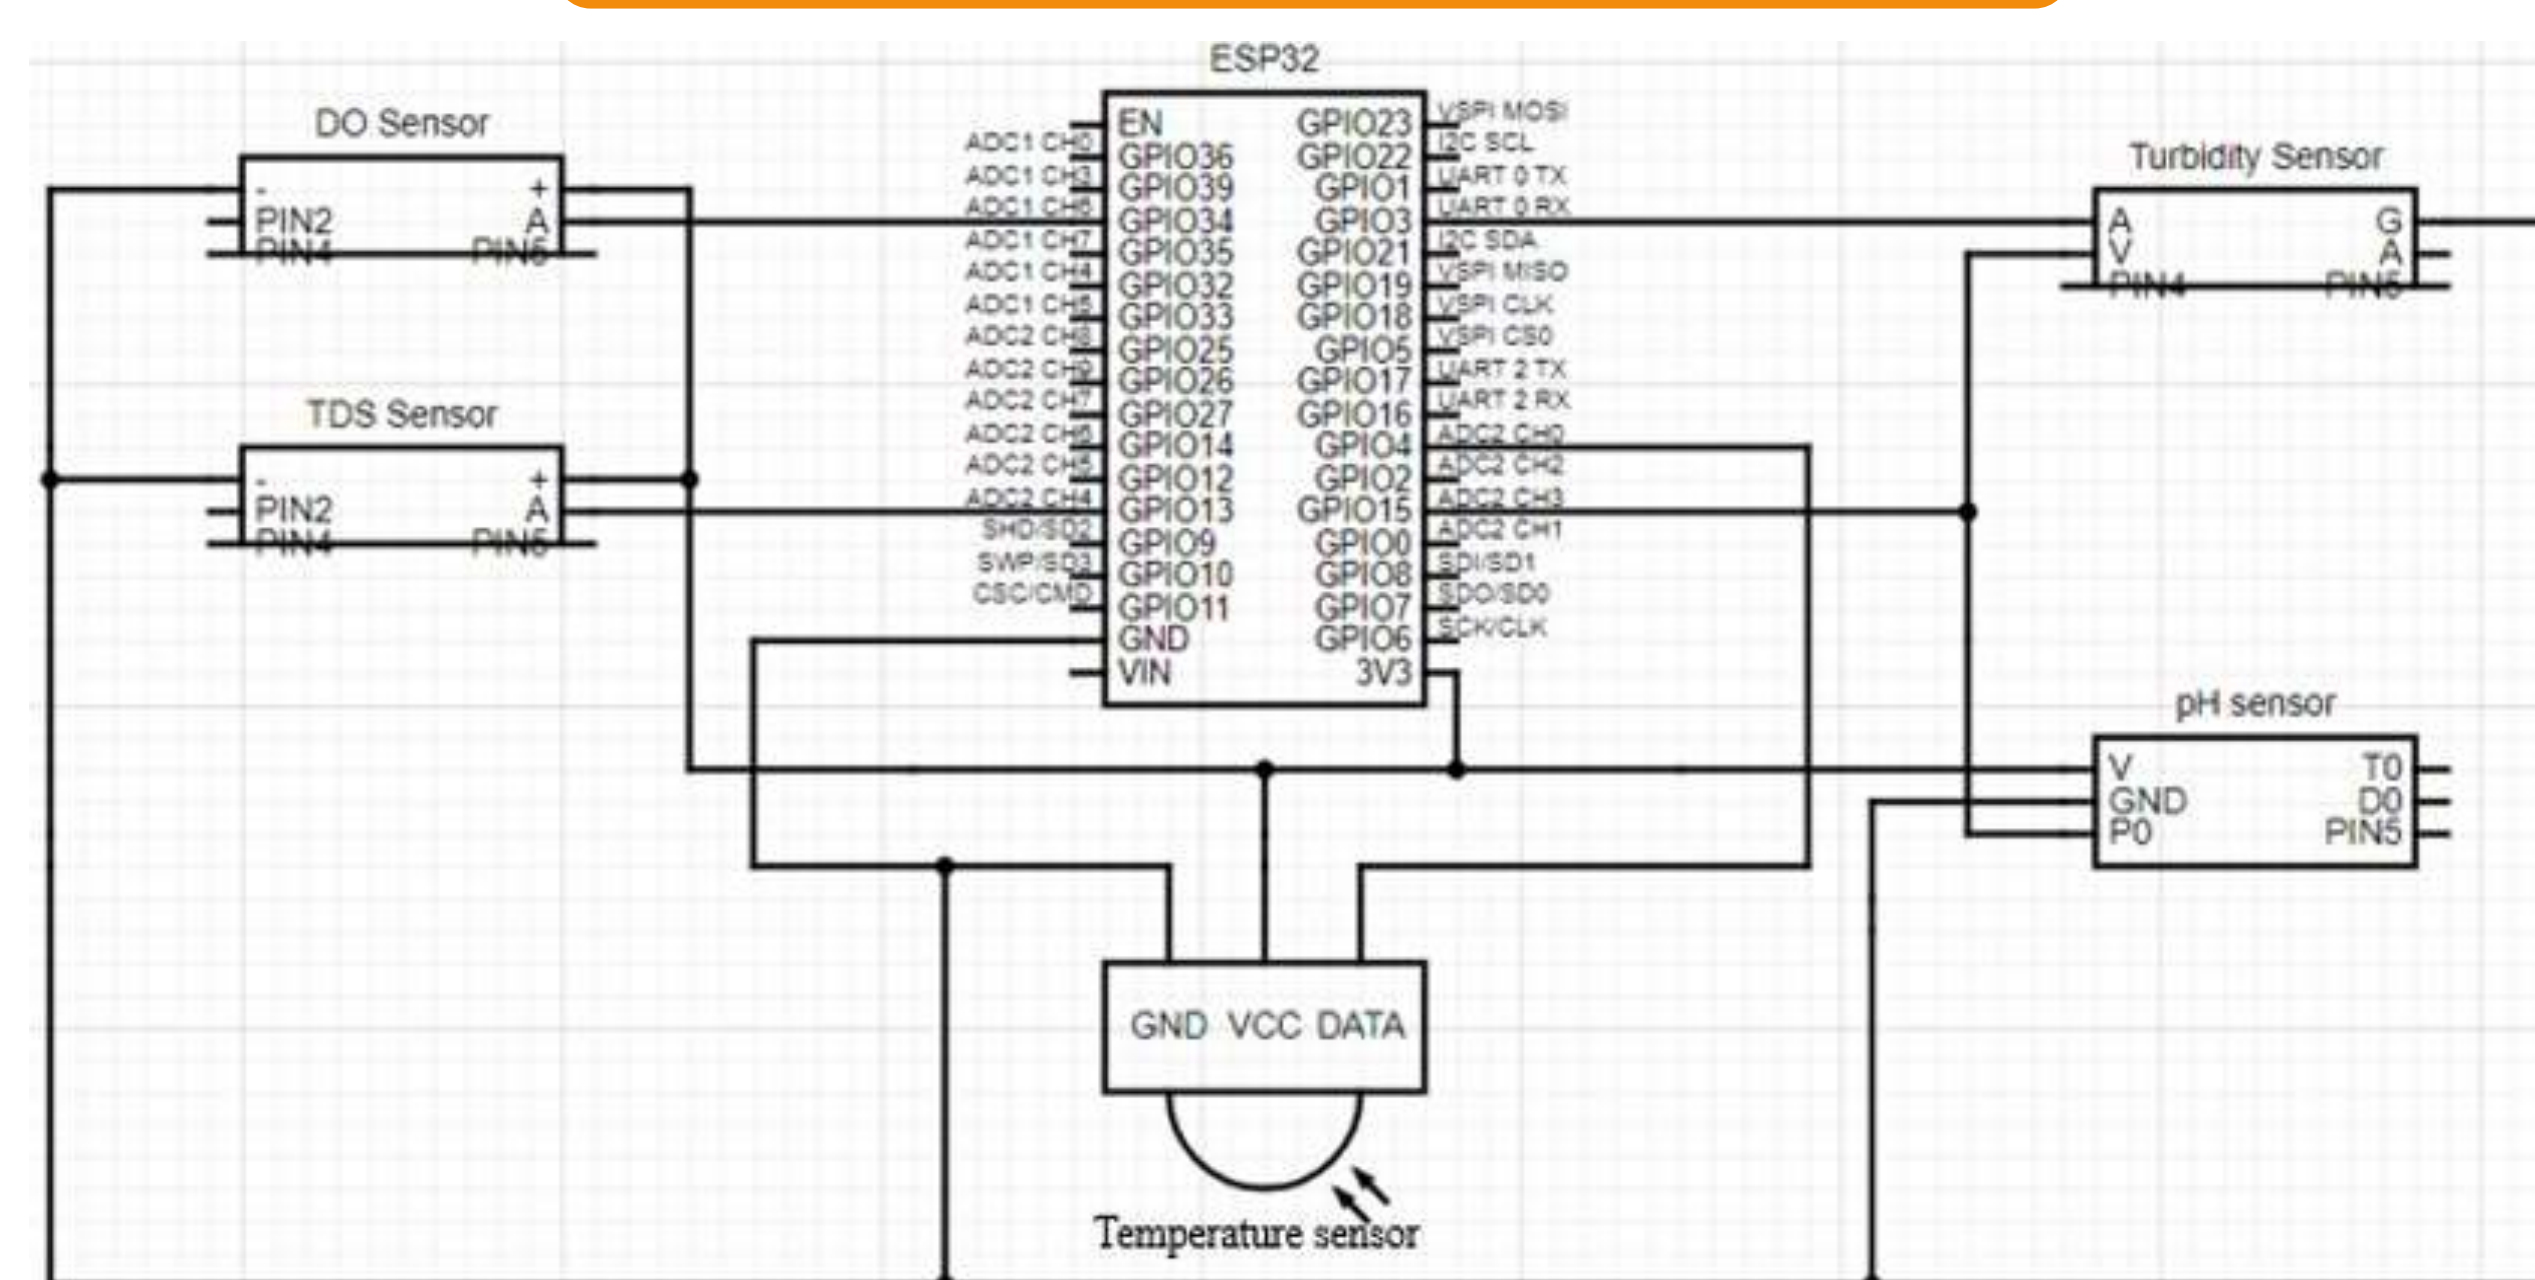 ESP32
DO Sensor
-
+
PIN2
A
PIN4
PIN5
TDS Sensor
-
+
PIN2
A
PIN4
PIN5
ADC1 CH0
ADC1 CH3
ADC1 CH6
ADC1 CH7
ADC1 CH4
ADC1 CH5
ADC2 CH8
ADC2 CH9
ADC2 CH7
ADC2 CH6
ADC2 CH5
ADC2 CH4
SHD/SD2
SWP/SD3
CSC/CMD
EN GPIO23
GPIO36 GPIO22
GPIO39 GPIO1
GPIO34 GPIO3
GPIO35 GPIO21
GPIO32 GPIO19
GPIO33 GPIO18
GPIO25 GPIO5
GPIO26 GPIO17
GPIO27 GPIO16
GPIO14 GPIO4
GPIO12 GPIO2
GPIO13 GPIO15
GPIO9 GPIO0
GPIO10 GPIO8
GPIO11 GPIO7
GND GPIO6
VIN 3V3
VSPI MOSI
I2C SCL
UART 0 TX
UART 0 RX
I2C SDA
VSPI MISO
VSPI CLK
VSPI CS0
UART 2 TX
UART 2 RX
ADC2 CH0
ADC2 CH2
ADC2 CH3
ADC2 CH1
SDI/SD1
SDO/SD0
SCK/CLK
Turbidity Sensor
A G
V A
PIN4 PIN5
pH sensor
V T0
GND D0
P0 PIN5
GND VCC DATA
Temperature sensor